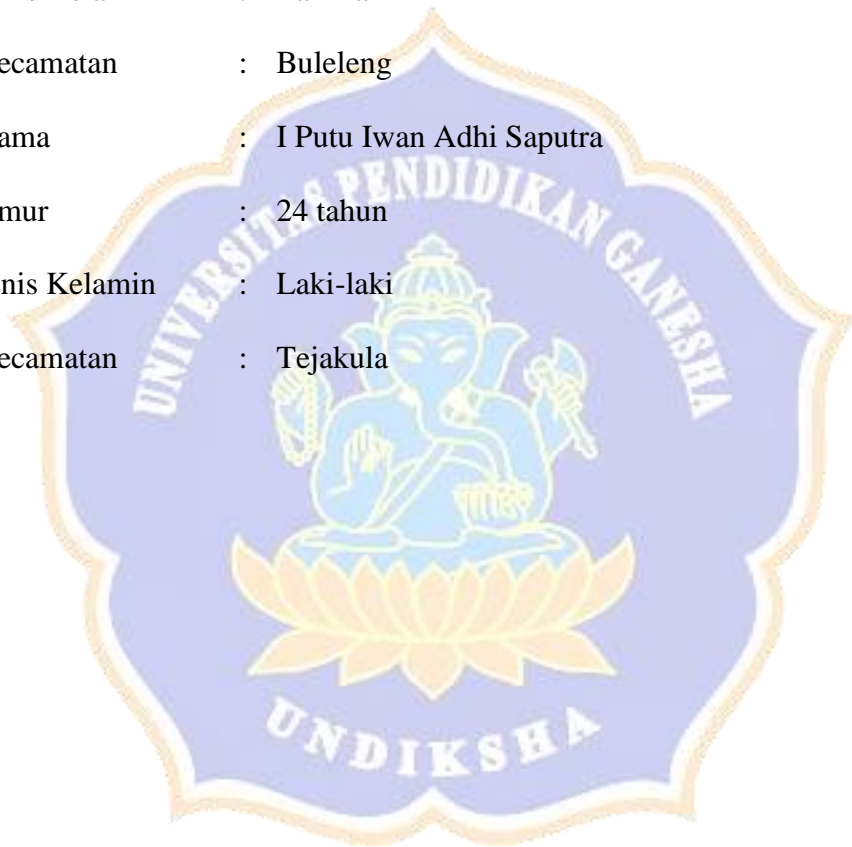 ecamatan : Buleleng
ama : I Putu Iwan Adhi Saputra
mur : 24 tahun
nis Kelamin : Laki-laki
ecamatan : Tejakula
UNIVERSITAS PENDIDIKAN GANESHA
UNDIKSHA